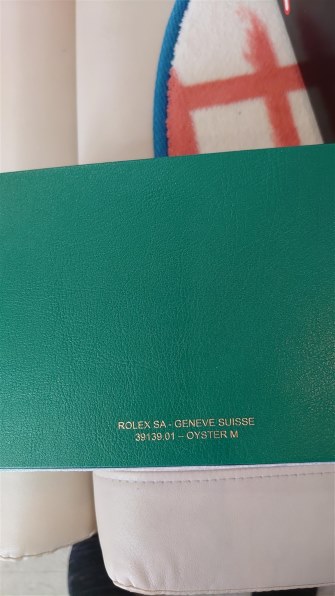 ROLEX SA - GENEVE SUISSE
39139.01 – OYSTER M